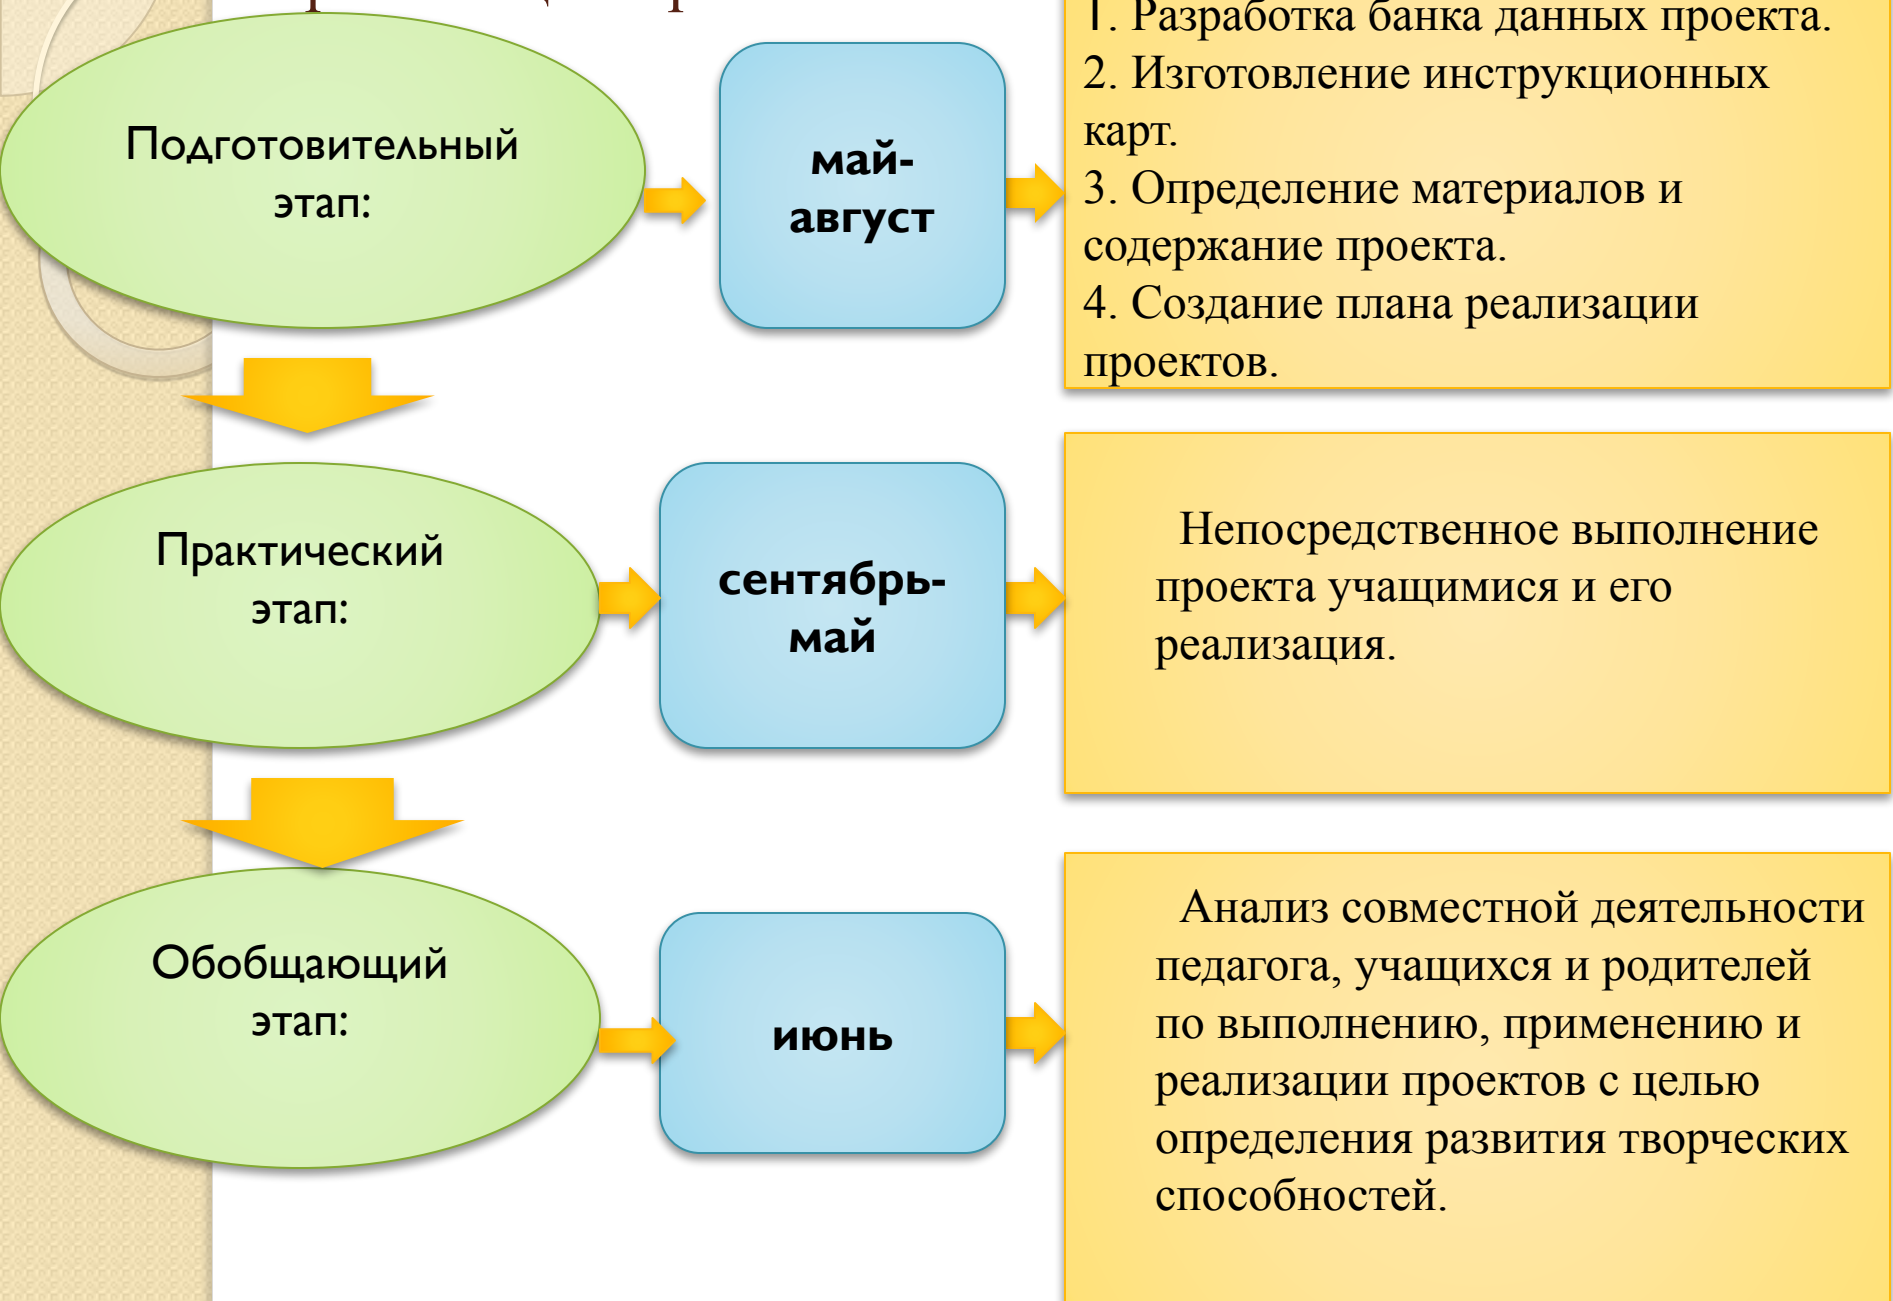 Подготовительный
этап:
май-
август
1. Разработка банка данных проекта.
2. Изготовление инструкционных
карт.
3. Определение материалов и
содержание проекта.
4. Создание плана реализации
проектов.
Практический
этап:
сентябрь-
май
Непосредственное выполнение
проекта учащимися и его
реализация.
Обобщающий
этап:
июнь
Анализ совместной деятельности
педагога, учащихся и родителей
по выполнению, применению и
реализации проектов с целью
определения развития творческих
способностей.